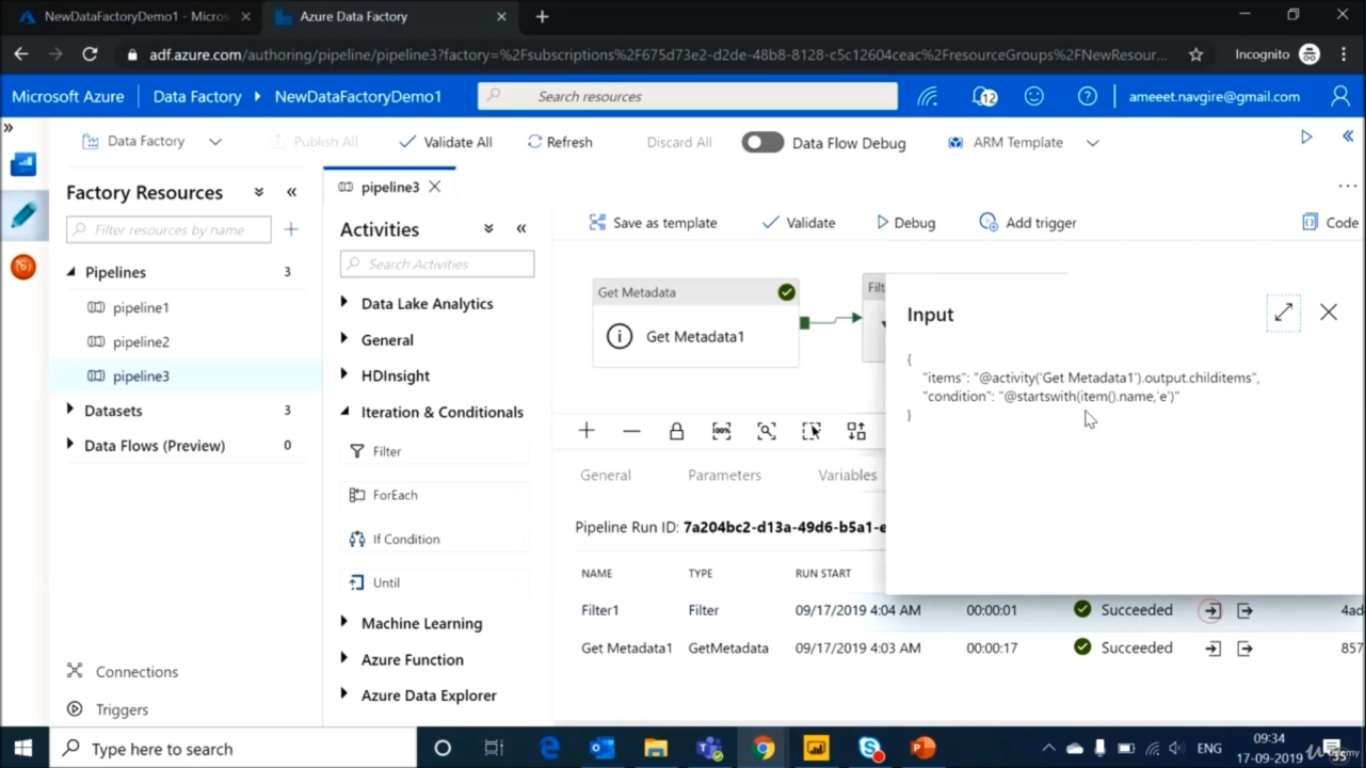 NewDataFactoryDemo1 - Micros
Azure Data Factory
adf.azure.com/authoring/pipeline/pipeline3?factory=%2Fsubscriptions%2F675d73e2-d2de-48b8-8128-c5c12604ceac%2FresourceGroups%2FNewResour...
Incognito
Microsoft Azure
Data Factory
NewDataFactoryDemo1
Search resources
12
ameeet.navgire@gmail.com
Data Factory
Publish All
Validate All
Refresh
Discard All
Data Flow Debug
ARM Template
Factory Resources
Filter resources by name
Pipelines 3
pipeline1
pipeline2
pipeline3
Datasets 3
Data Flows (Preview) 0
Connections
Triggers
pipeline3
Activities
Search Activities
Data Lake Analytics
General
HDInsight
Iteration & Conditionals
Filter
ForEach
If Condition
Until
Machine Learning
Azure Function
Azure Data Explorer
Save as template
Validate
Debug
Add trigger
Code
Get Metadata
Get Metadata1
Filt
Input
{
"items": "@activity('Get Metadata1').output.childitems",
"condition": "@startswith(item().name,'e')"
}
100%
General
Parameters
Variables
Pipeline Run ID: 7a204bc2-d13a-49d6-b5a1-e
NAME TYPE RUN START
Filter1 Filter 09/17/2019 4:04 AM 00:00:01 Succeeded 4ad
Get Metadata1 GetMetadata 09/17/2019 4:03 AM 00:00:17 Succeeded 857
Type here to search
ENG
09:34
17-09-2019
35